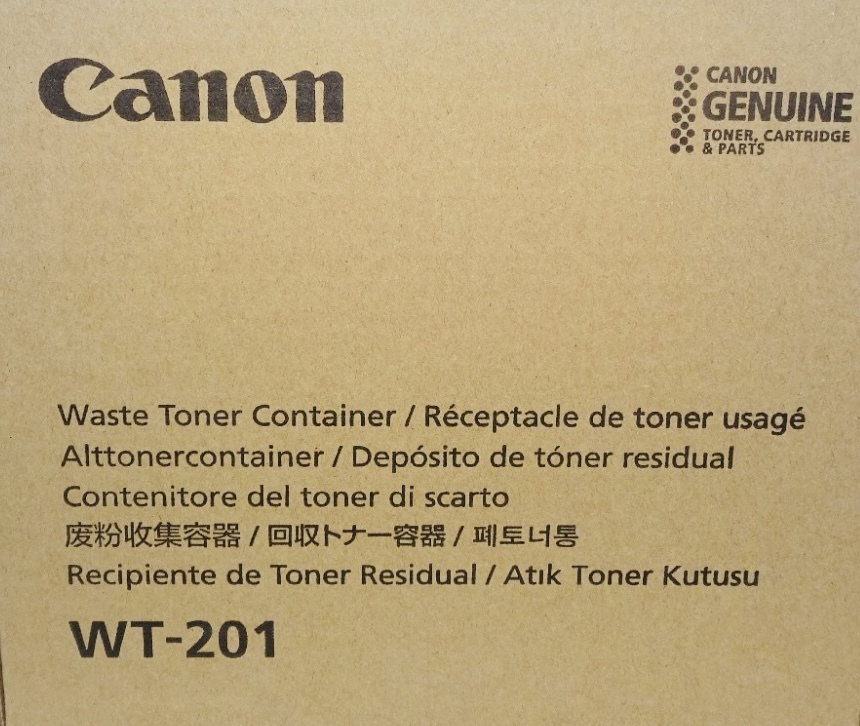 Canon
CANON
GENUINE
TONER, CARTRIDGE
& PARTS
Waste Toner Container / Réceptacle de toner usagé
Alttonercontainer / Depósito de tóner residual
Contenitore del toner di scarto
废粉收集容器 / 回収トナー容器 / 폐토너통
Recipiente de Toner Residual / Atık Toner Kutusu
WT-201